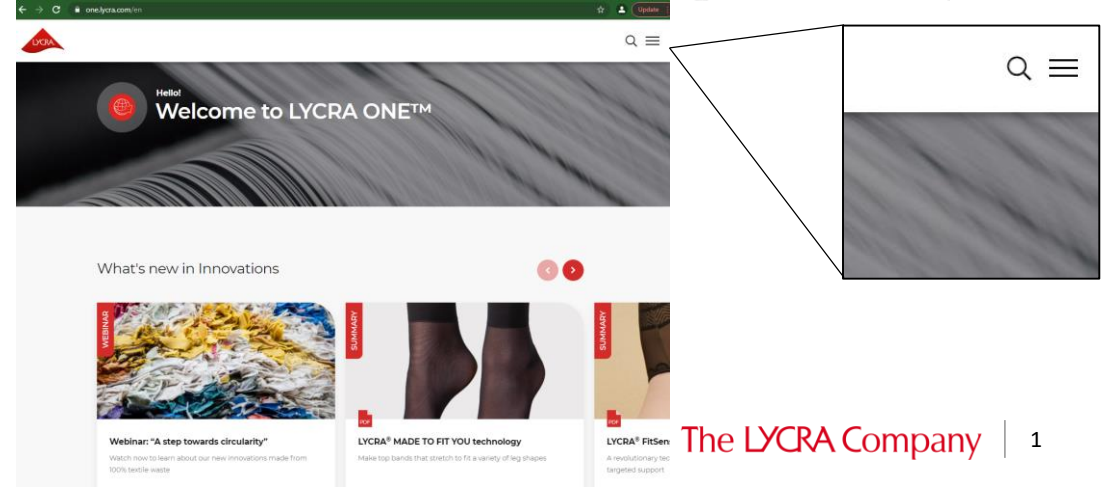 one.lycra.com/en
Update
LYCRA
Hello!
Welcome to LYCRA ONE™
What's new in Innovations
WEBINAR
Webinar: “A step towards circularity”
Watch now to learn about our new innovations made from
100% textile waste
SUMMARY
PDF
LYCRA® MADE TO FIT YOU technology
Make top bands that stretch to fit a variety of leg shapes
SUMMARY
PDF
LYCRA® FitSens
A revolutionary tec
targeted support
The LYCRA Company
1